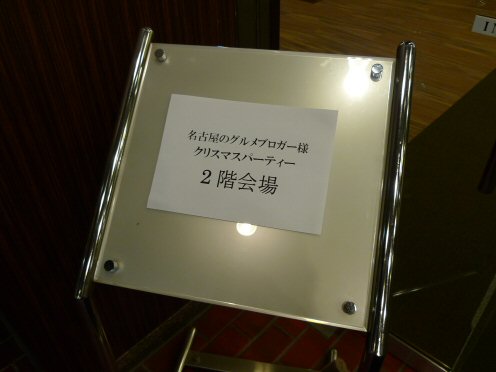 名古屋のグルメブロガー様
クリスマスパーティー
2階会場